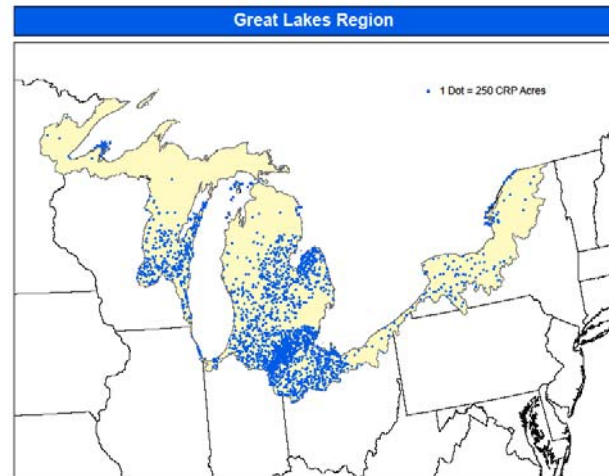 Great Lakes Region
1 Dot = 250 CRP Acres